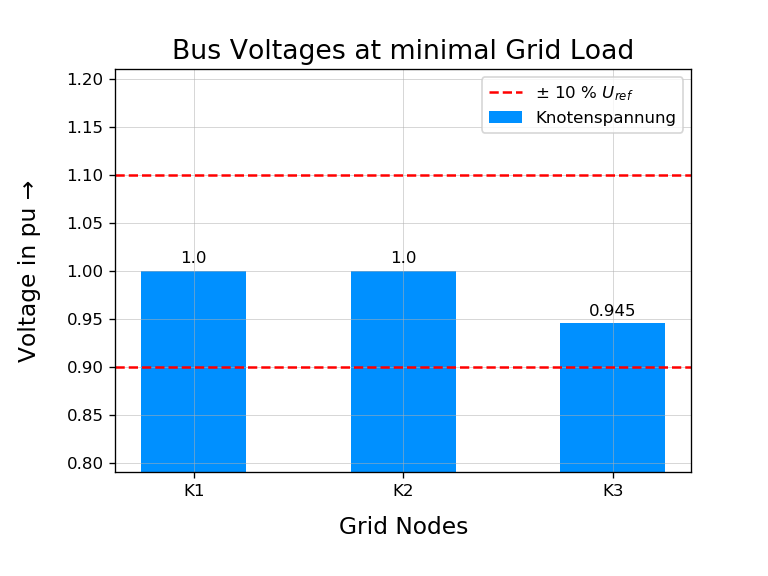 Bus Voltages at minimal Grid Load
± 10 % U_ref
Knotenspannung
Voltage in pu →
1.20
1.15
1.10
1.05
1.00
0.95
0.90
0.85
0.80
1.0
1.0
0.945
K1
K2
K3
Grid Nodes